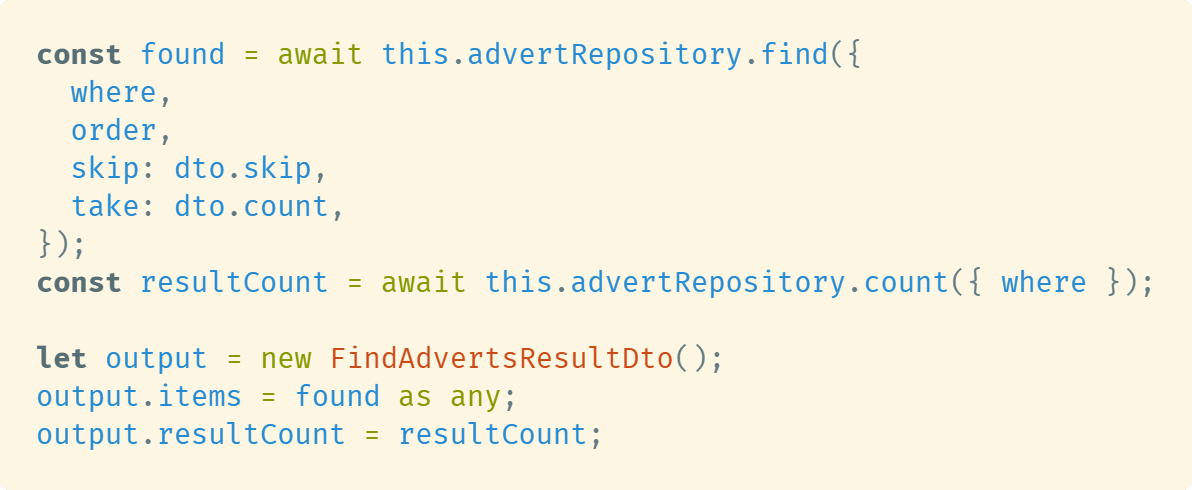 const found = await this.advertRepository.find({
  where,
  order,
  skip: dto.skip,
  take: dto.count,
});
const resultCount = await this.advertRepository.count({ where });

let output = new FindAdvertsResultDto();
output.items = found as any;
output.resultCount = resultCount;